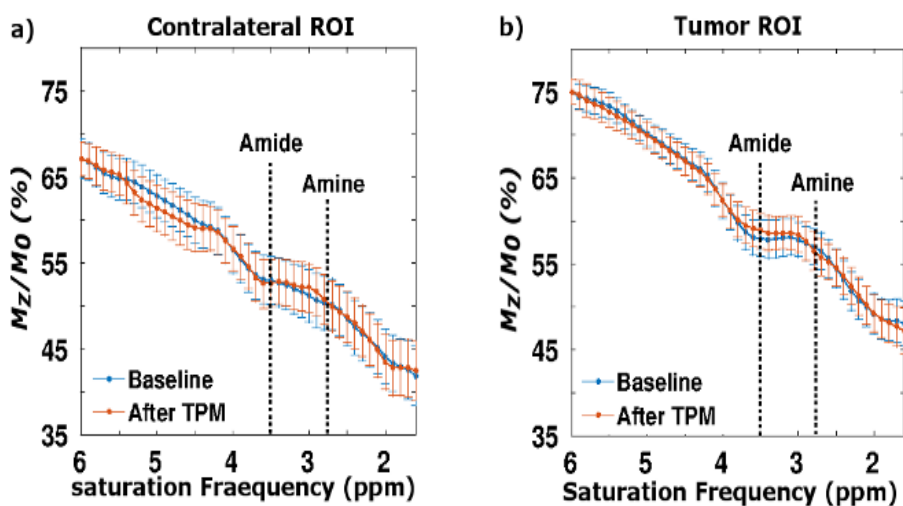 a)
Contralateral ROI
Mz/M0 (%)
75
65
55
45
35
Amide
Amine
Baseline
After TPM
6
5
4
3
2
saturation Fraequency (ppm)
b)
Tumor ROI
Mz/M0 (%)
75
65
55
45
35
Amide
Amine
Baseline
After TPM
6
5
4
3
2
Saturation Frequency (ppm)